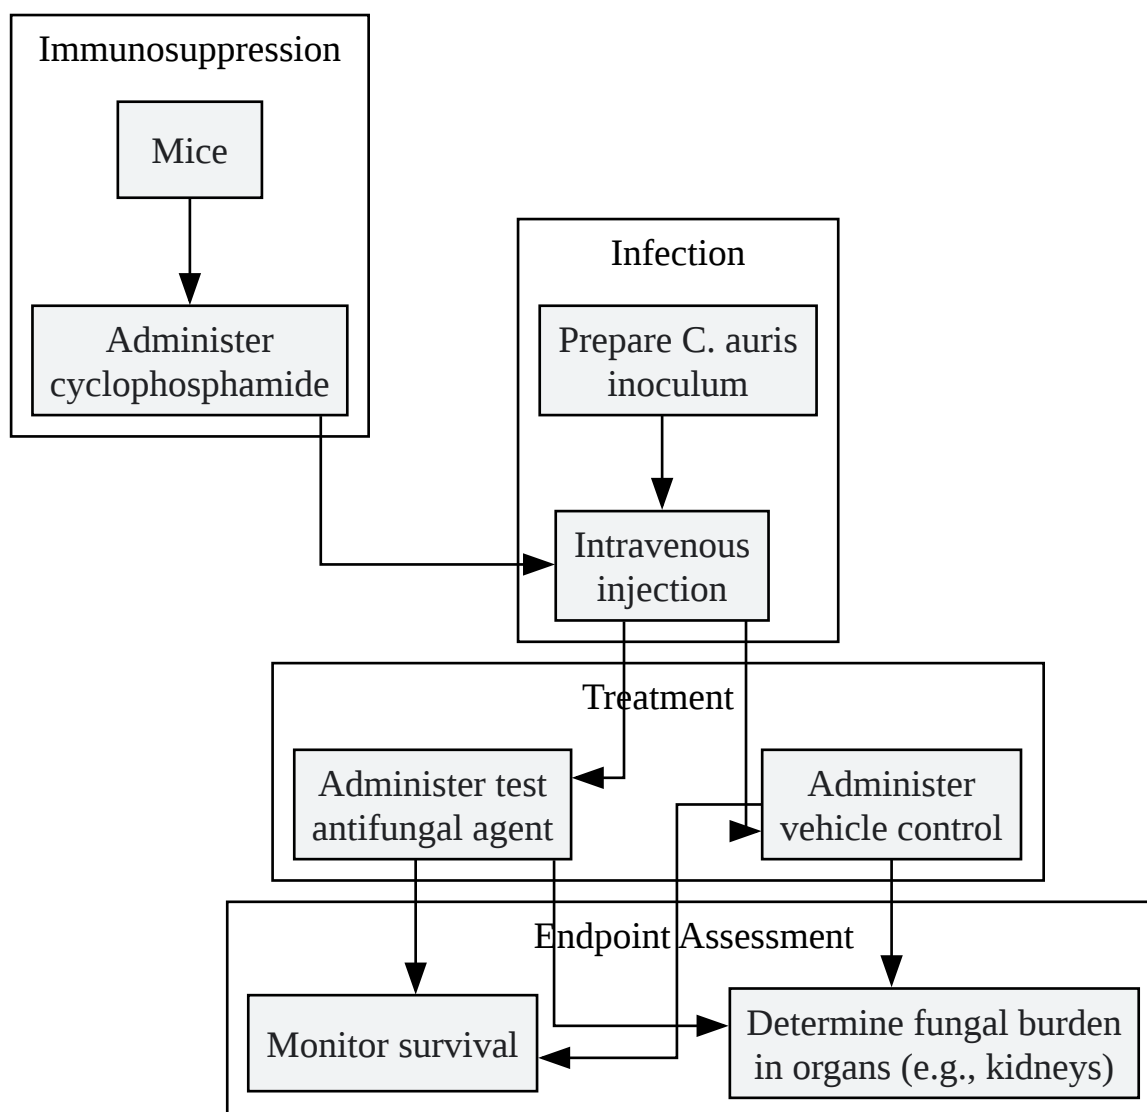 Immunosuppression
Mice
Administer
cyclophosphamide
Infection
Prepare C. auris
inoculum
Intravenous
injection
Treatment
Administer test
antifungal agent
Administer
vehicle control
Endpoint Assessment
Monitor survival
Determine fungal burden
in organs (e.g., kidneys)